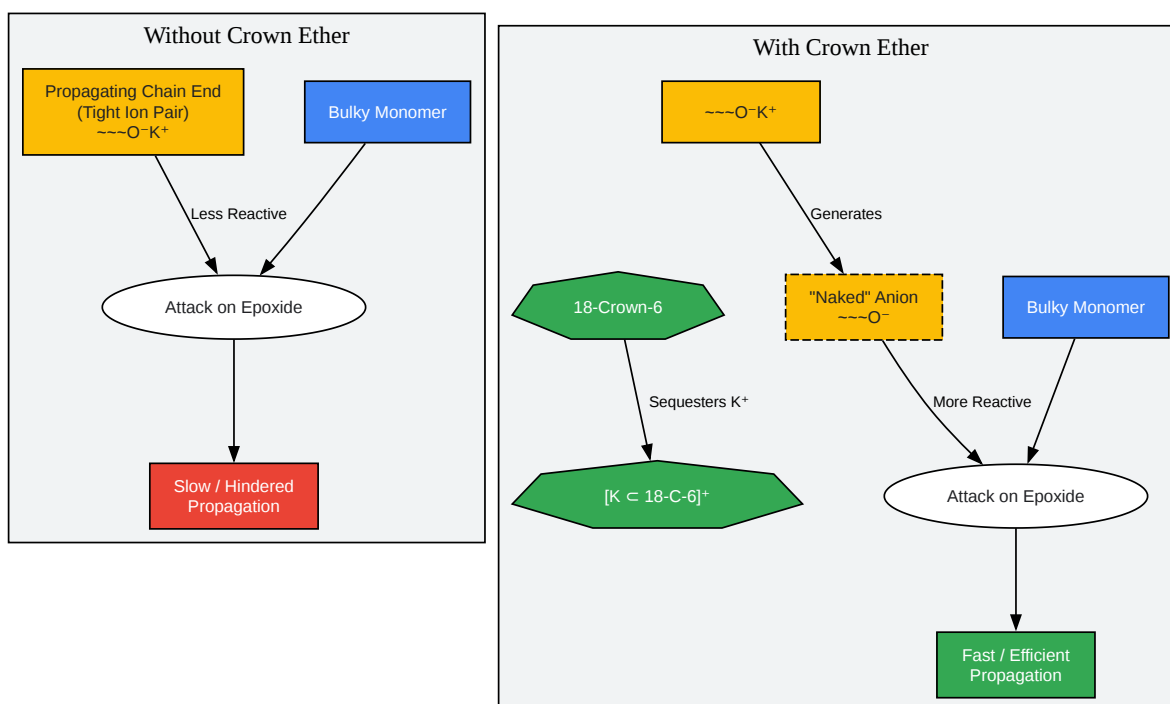 Without Crown Ether
Propagating Chain End
(Tight Ion Pair)
~~~O⁻K⁺
Bulky Monomer
Less Reactive
Attack on Epoxide
Slow / Hindered
Propagation
With Crown Ether
~~~O⁻K⁺
Generates
18-Crown-6
"Naked" Anion
~~~O⁻
Bulky Monomer
Sequesters K⁺
More Reactive
[K ⊂ 18-C-6]⁺
Attack on Epoxide
Fast / Efficient
Propagation